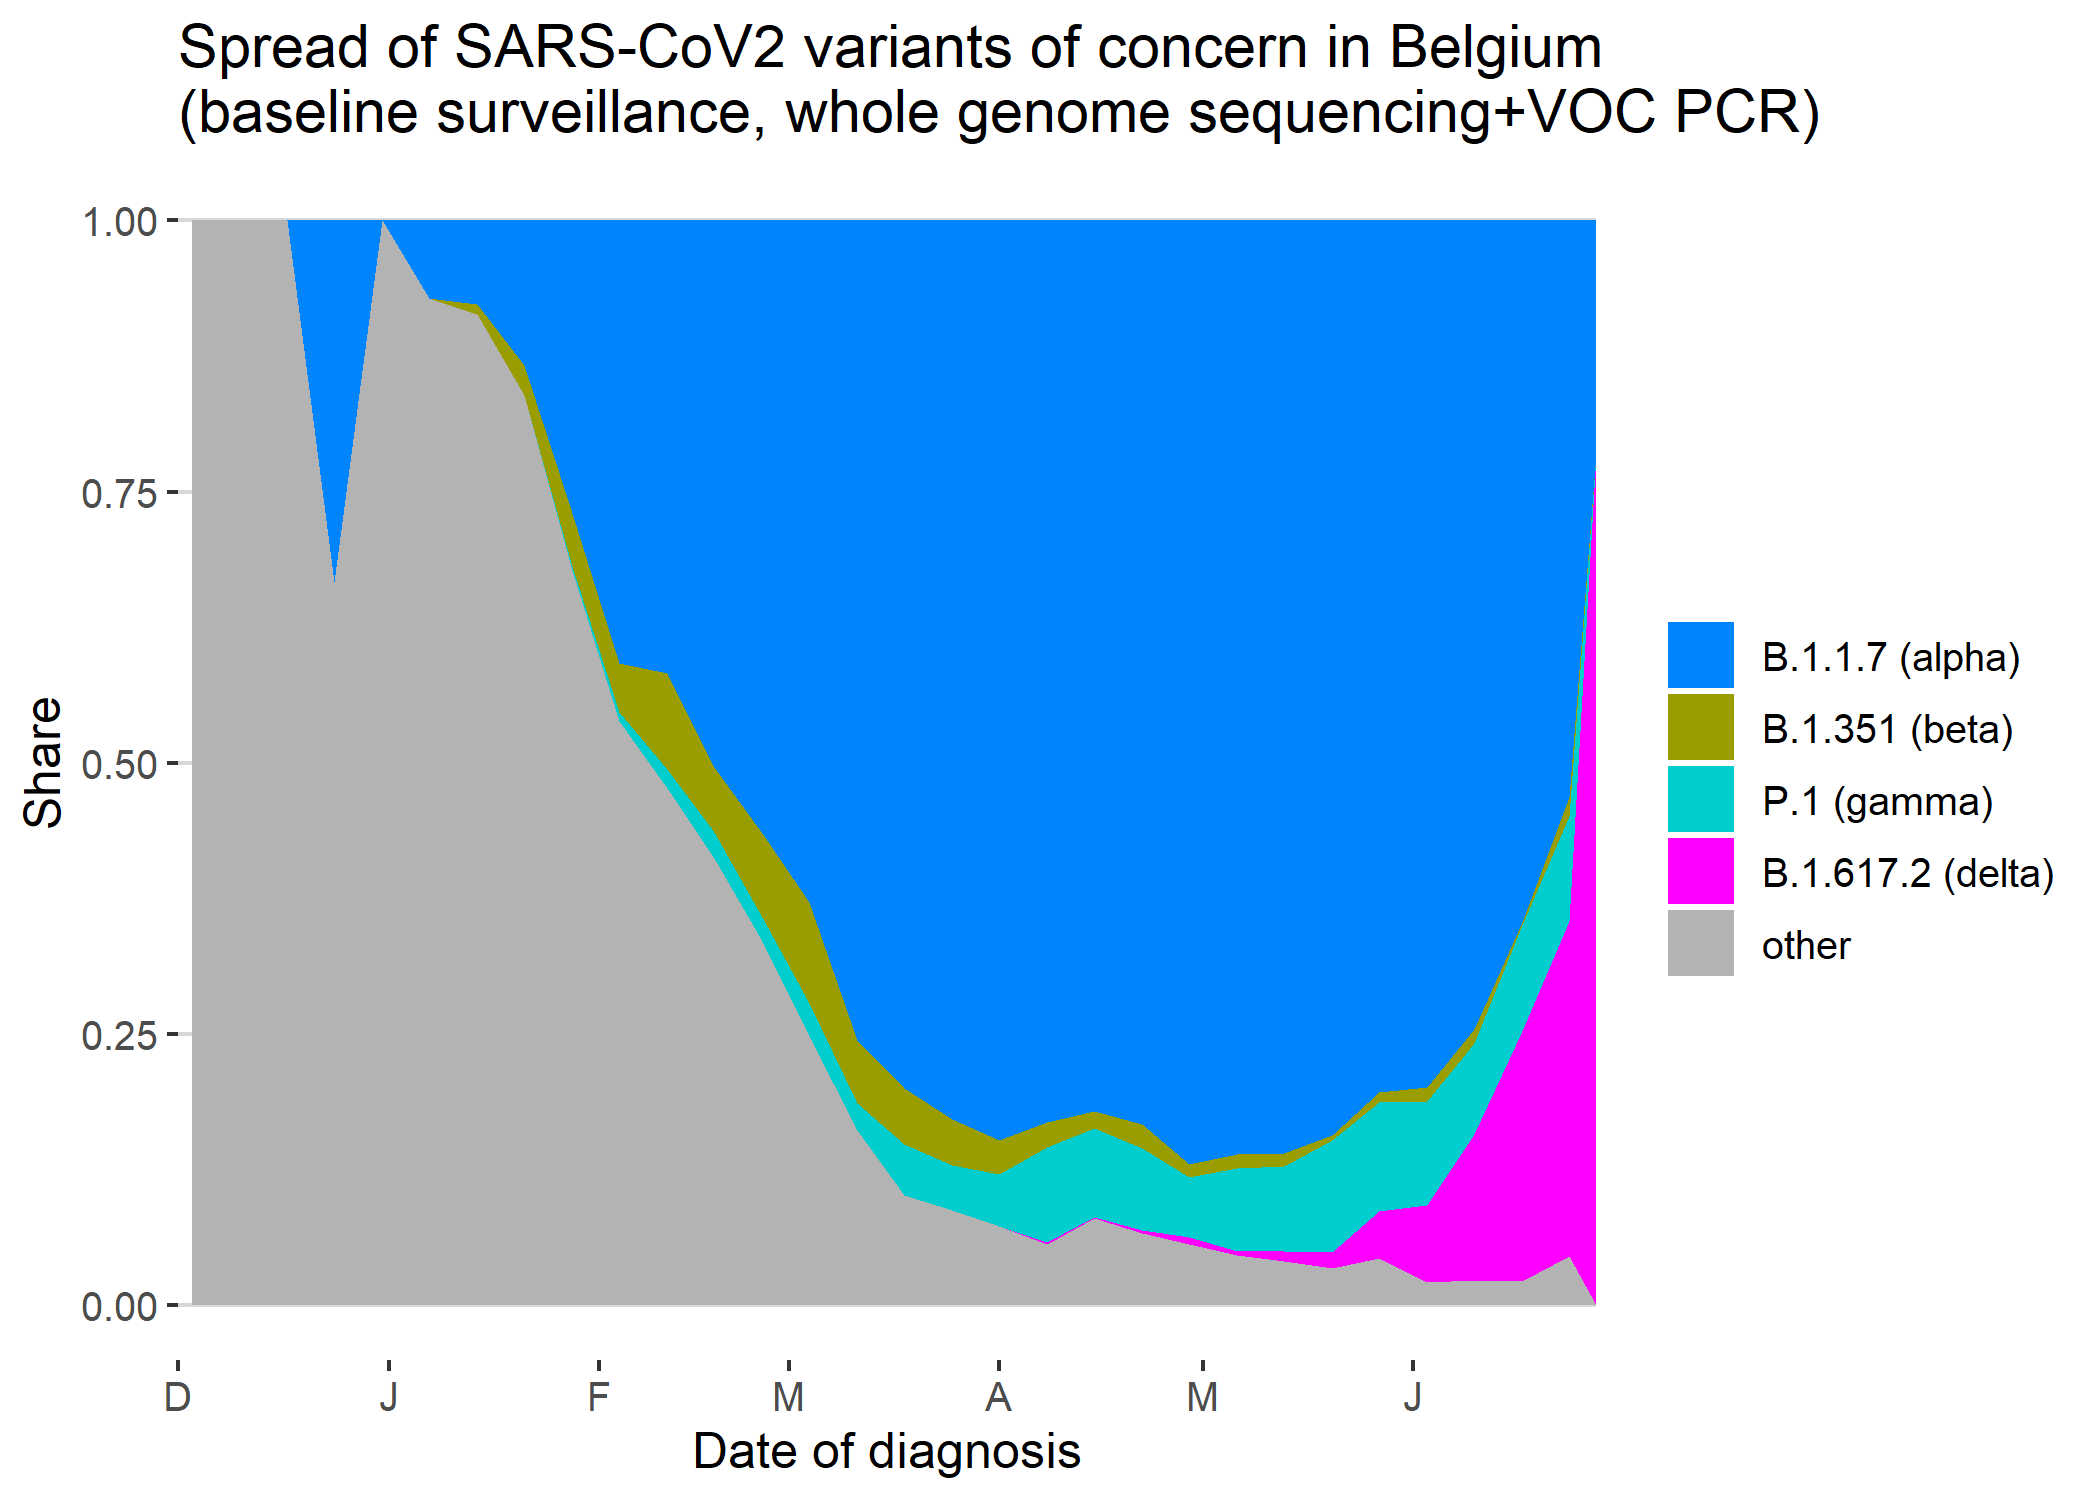 Spread of SARS-CoV2 variants of concern in Belgium
(baseline surveillance, whole genome sequencing+VOC PCR)
1.00
0.75
0.50
0.25
0.00
Share
D J F M A M J
Date of diagnosis
B.1.1.7 (alpha)
B.1.351 (beta)
P.1 (gamma)
B.1.617.2 (delta)
other